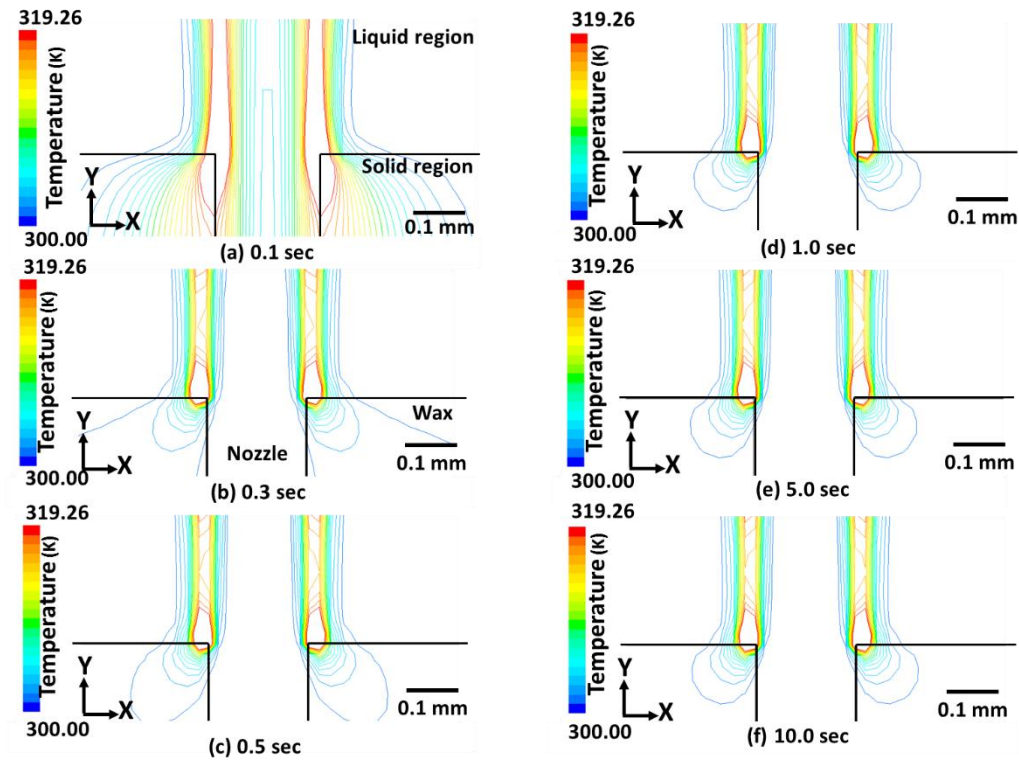 319.26
Temperature (K)
300.00
Liquid region
Solid region
Y
X
0.1 mm
(a) 0.1 sec
319.26
Temperature (K)
300.00
Wax
Nozzle
Y
X
0.1 mm
(b) 0.3 sec
319.26
Temperature (K)
300.00
Y
X
0.1 mm
(c) 0.5 sec
319.26
Temperature (K)
300.00
Y
X
0.1 mm
(d) 1.0 sec
319.26
Temperature (K)
300.00
Y
X
0.1 mm
(e) 5.0 sec
319.26
Temperature (K)
300.00
Y
X
0.1 mm
(f) 10.0 sec